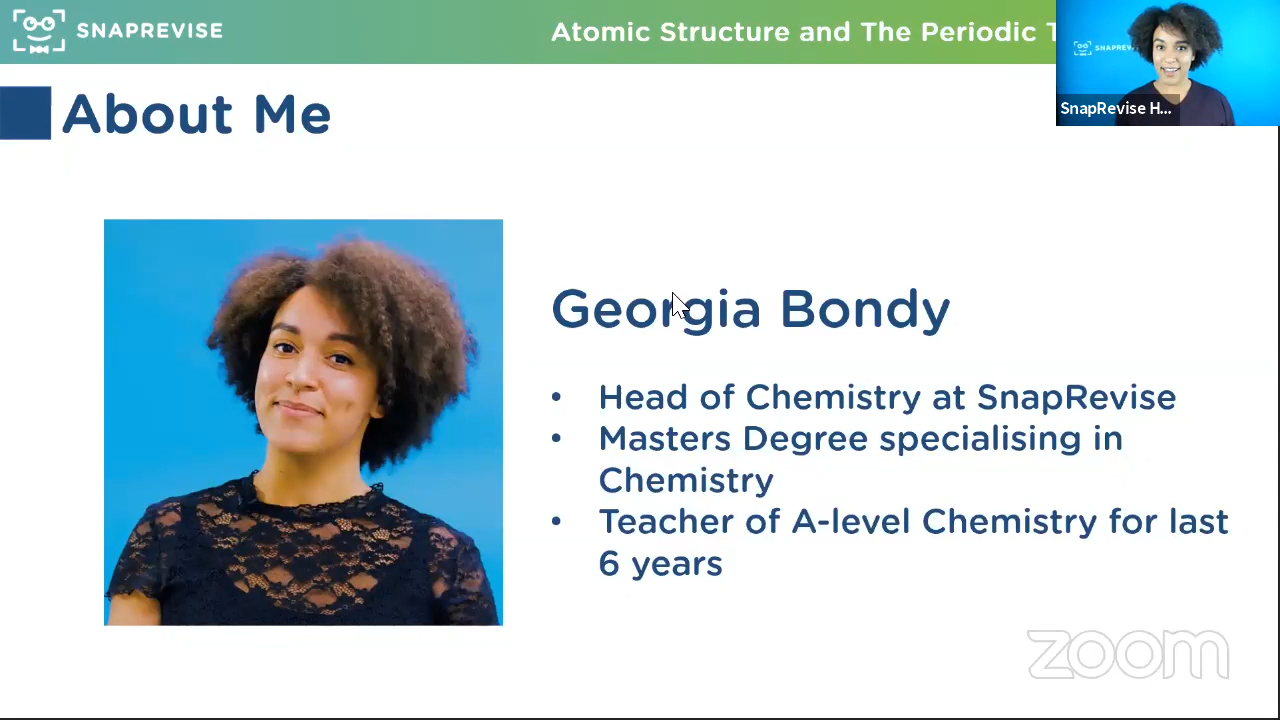 SNAPREVISE
Atomic Structure and The Periodic T
SNAPREV
SnapRevise H...
About Me
Georgia Bondy
• Head of Chemistry at SnapRevise
• Masters Degree specialising in
Chemistry
• Teacher of A-level Chemistry for last
6 years
zoom